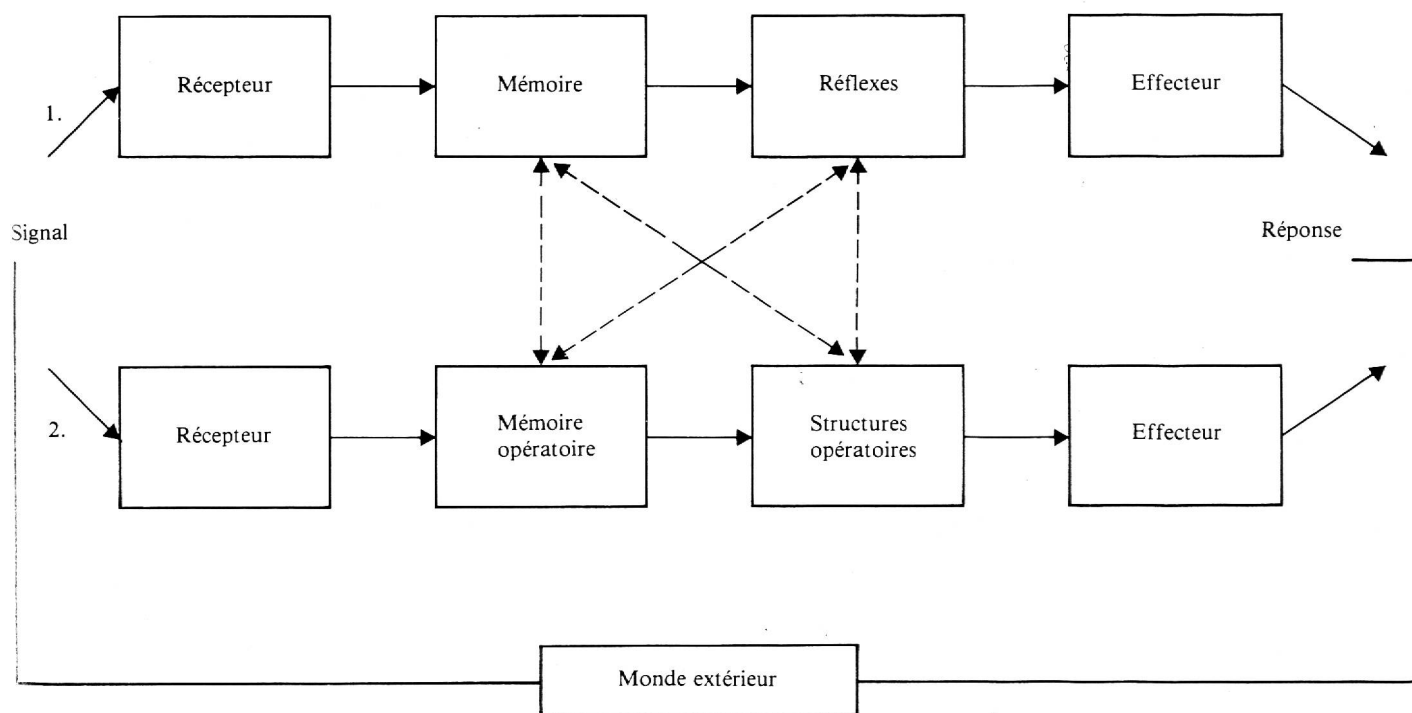 Récepteur
Mémoire
Réflexes
Effecteur
1.
Signal
Réponse
2.
Récepteur
Mémoire
opératoire
Structures
opératoires
Effecteur
Monde extérieur